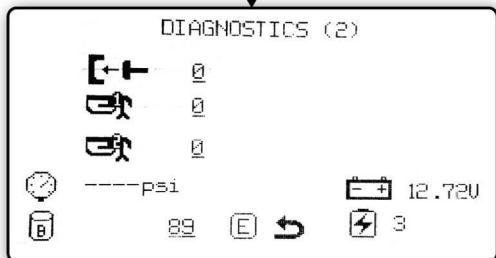 DIAGNOSTICS (2)
0
0
0
----psi
- + 12.72V
B 89 E 3